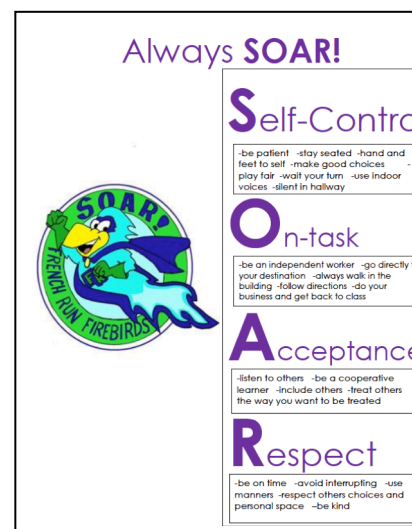 Always SOAR!
Self-Contro
-be patient -stay seated -hand and
feet to self -make good choices -
play fair -wait your turn -use indoor
voices -silent in hallway
SOAR!
FRENCH RUN FIREBIRDS
On-task
-be an independent worker -go directly t
your destination -always walk in the
building -follow directions -do your
business and get back to class
Acceptance
-listen to others -be a cooperative
learner -include others -treat others
the way you want to be treated
Respect
-be on time -avoid interrupting -use
manners -respect others choices and
personal space –be kind